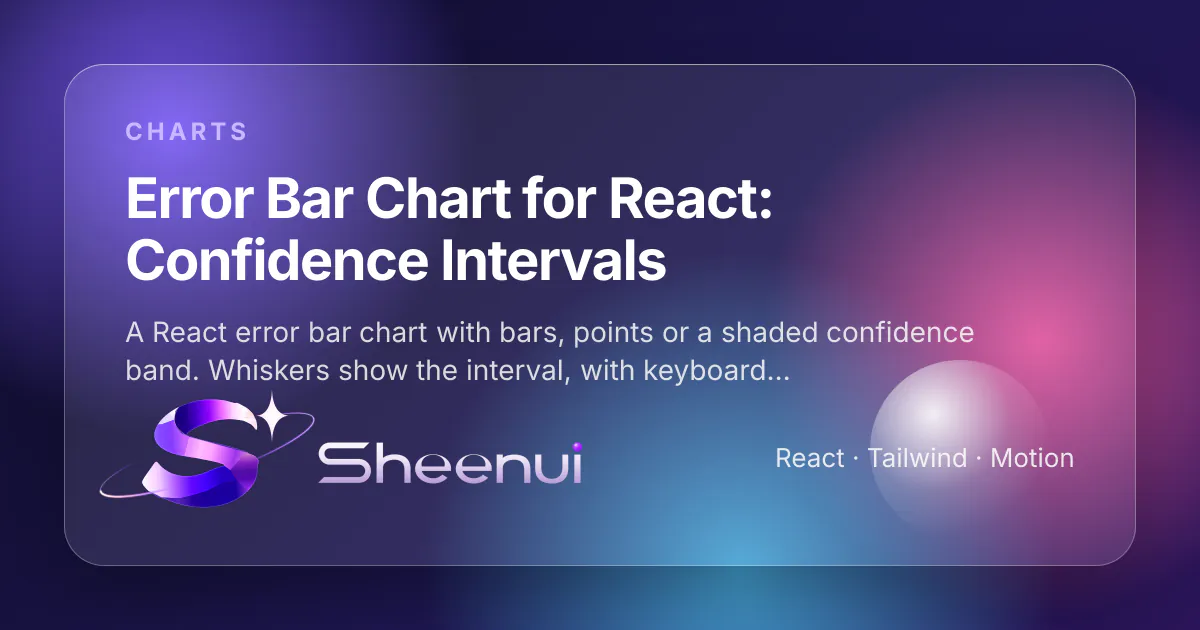 CHARTS
Error Bar Chart for React:
Confidence Intervals
A React error bar chart with bars, points or a shaded confidence
band. Whiskers show the interval, with keyboard...
Sheenui
React · Tailwind · Motion